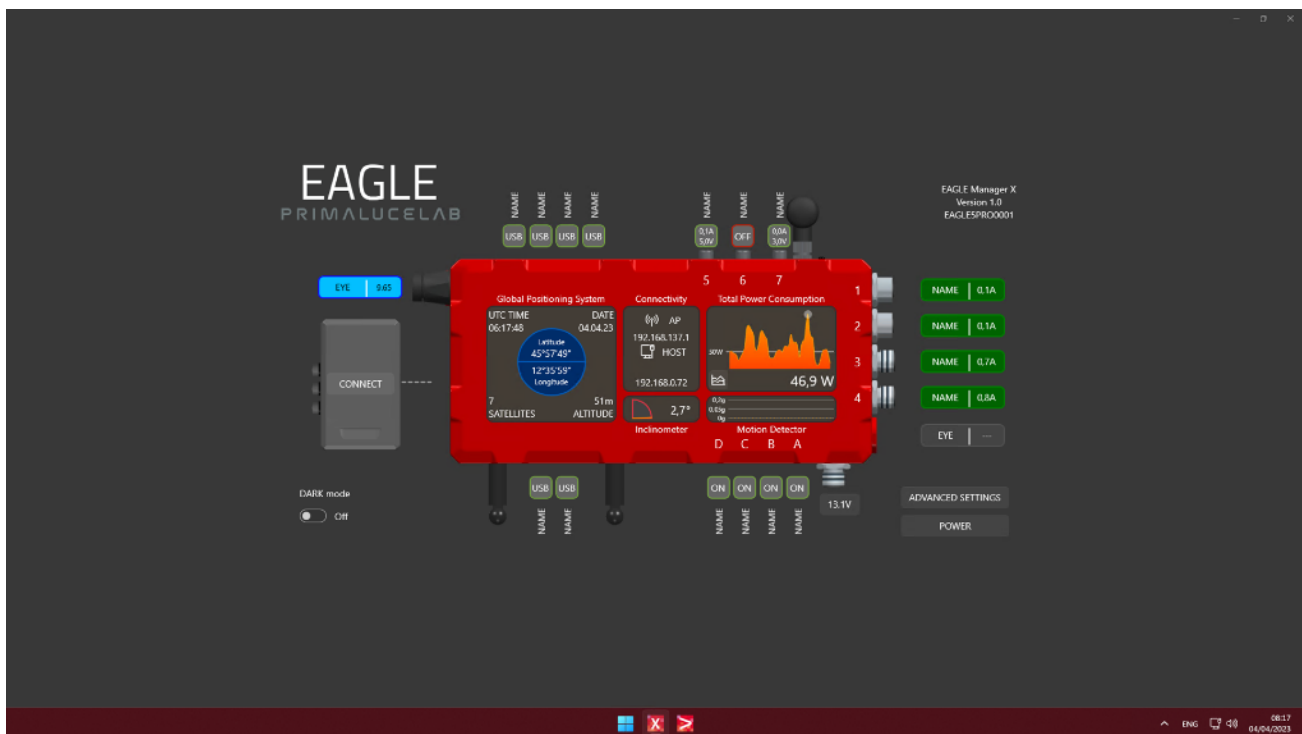 EAGLE
PRIMALUCELAB
EAGLE Manager X
Version 1.0
EAGLE5PRO0001
NAME NAME NAME NAME
USB USB USB USB
NAME NAME NAME
0,1A
5,0V
OFF
0,0A
3,0V
5 6 7
EYE 9.65
CONNECT
Global Positioning System
UTC TIME DATE
06:17:48 04.04.23
Latitude
45°57'49"
12°35'59"
Longitude
7 51m
SATELLITES ALTITUDE
Connectivity
AP
192.168.137.1
HOST
192.168.0.72
2,7°
Inclinometer
Total Power Consumption
30W
46,9 W
0,03g
0g
Motion Detector
D C B A
1
2
3
4
NAME 0,1A
NAME 0,1A
NAME 0,7A
NAME 0,8A
EYE ---
DARK mode
Off
USB USB
NAME NAME
ON ON ON ON
NAME NAME NAME NAME
13.1V
ADVANCED SETTINGS
POWER
X
ENG
08:17
04/04/2023